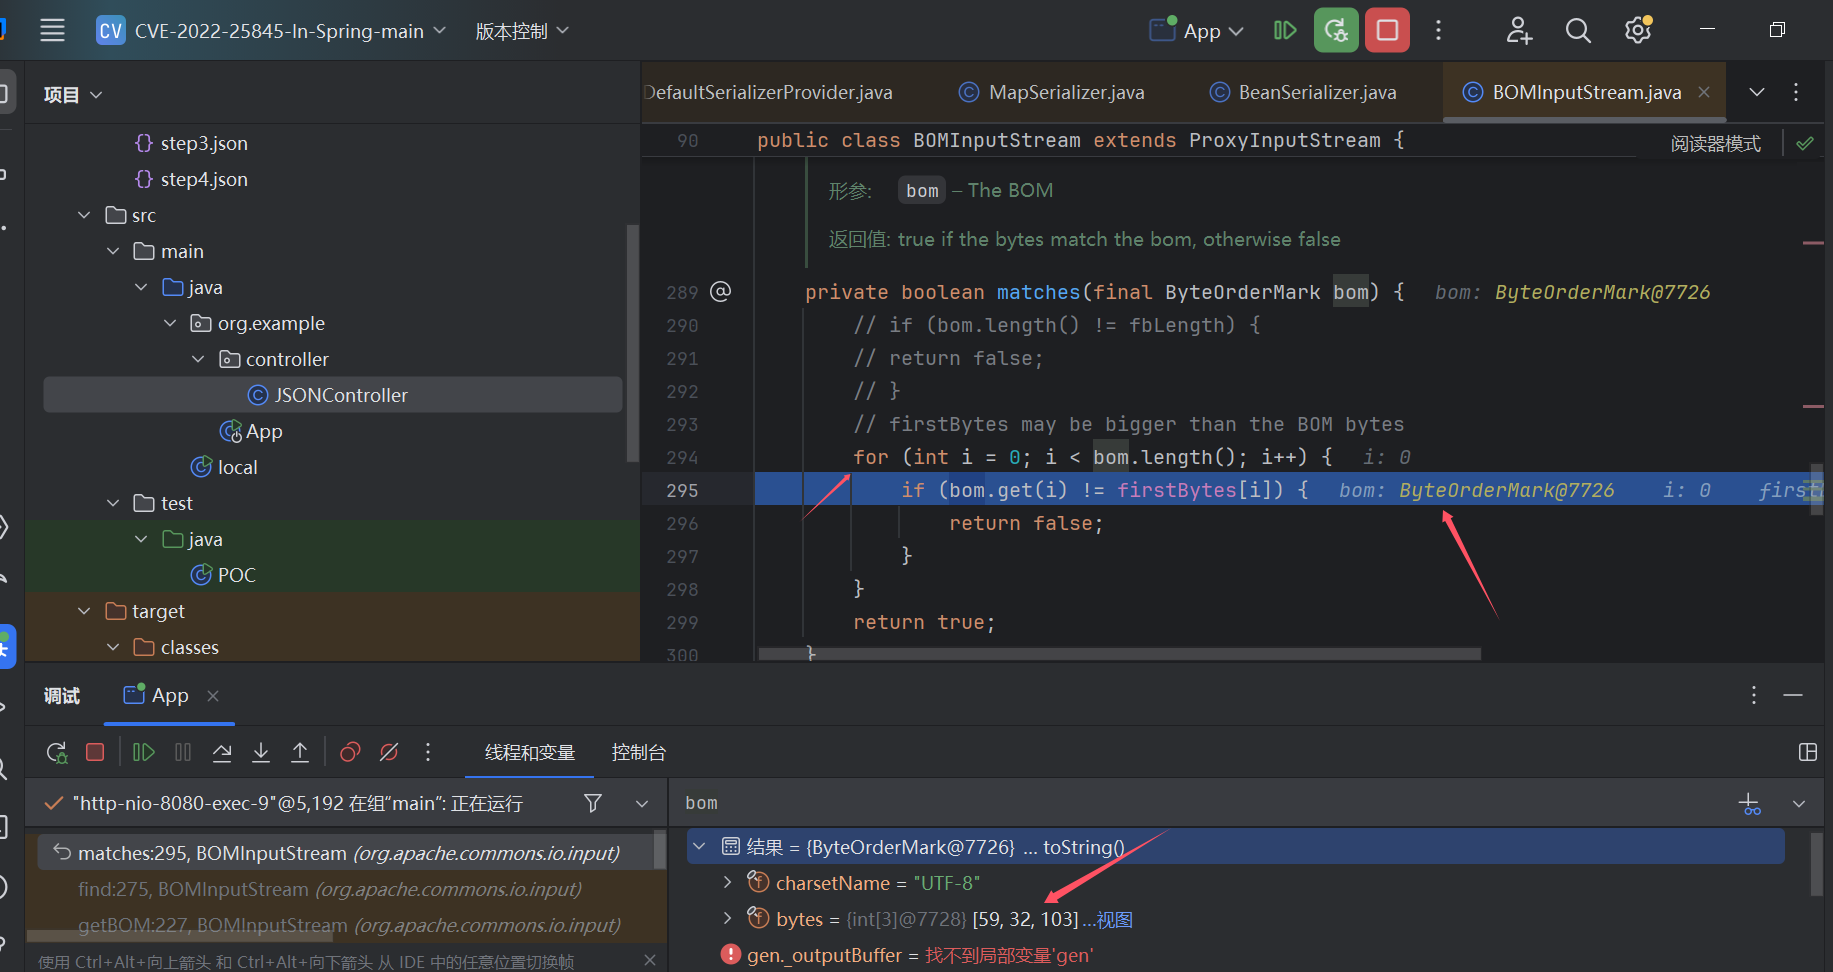 CV CVE-2022-25845-In-Spring-main 版本控制 App
项目
step3.json
step4.json
src
main
java
org.example
controller
JSONController
App
local
test
java
POC
target
classes
DefaultSerializerProvider.java MapSerializer.java BeanSerializer.java BOMInputStream.java
90 public class BOMInputStream extends ProxyInputStream { 阅读器模式
形参: bom – The BOM
返回值: true if the bytes match the bom, otherwise false
289 @ private boolean matches(final ByteOrderMark bom) { bom: ByteOrderMark@7726
290 // if (bom.length() != fbLength) {
291 // return false;
292 // }
293 // firstBytes may be bigger than the BOM bytes
294 for (int i = 0; i < bom.length(); i++) { i: 0
295 if (bom.get(i) != firstBytes[i]) { bom: ByteOrderMark@7726 i: 0
296 return false;
297 }
298 }
299 return true;
300 }
调试 App
线程和变量 控制台
"http-nio-8080-exec-9"@5,192 在组“main”: 正在运行
matches:295, BOMInputStream (org.apache.commons.io.input)
find:275, BOMInputStream (org.apache.commons.io.input)
getBOM:227, BOMInputStream (org.apache.commons.io.input)
使用 Ctrl+Alt+向上箭头 和 Ctrl+Alt+向下箭头 从 IDE 中的任意位置切换帧
bom
结果 = {ByteOrderMark@7726} ... toString()
charsetName = "UTF-8"
bytes = {int[3]@7728} [59, 32, 103] ...视图
gen._outputBuffer = 找不到局部变量'gen'